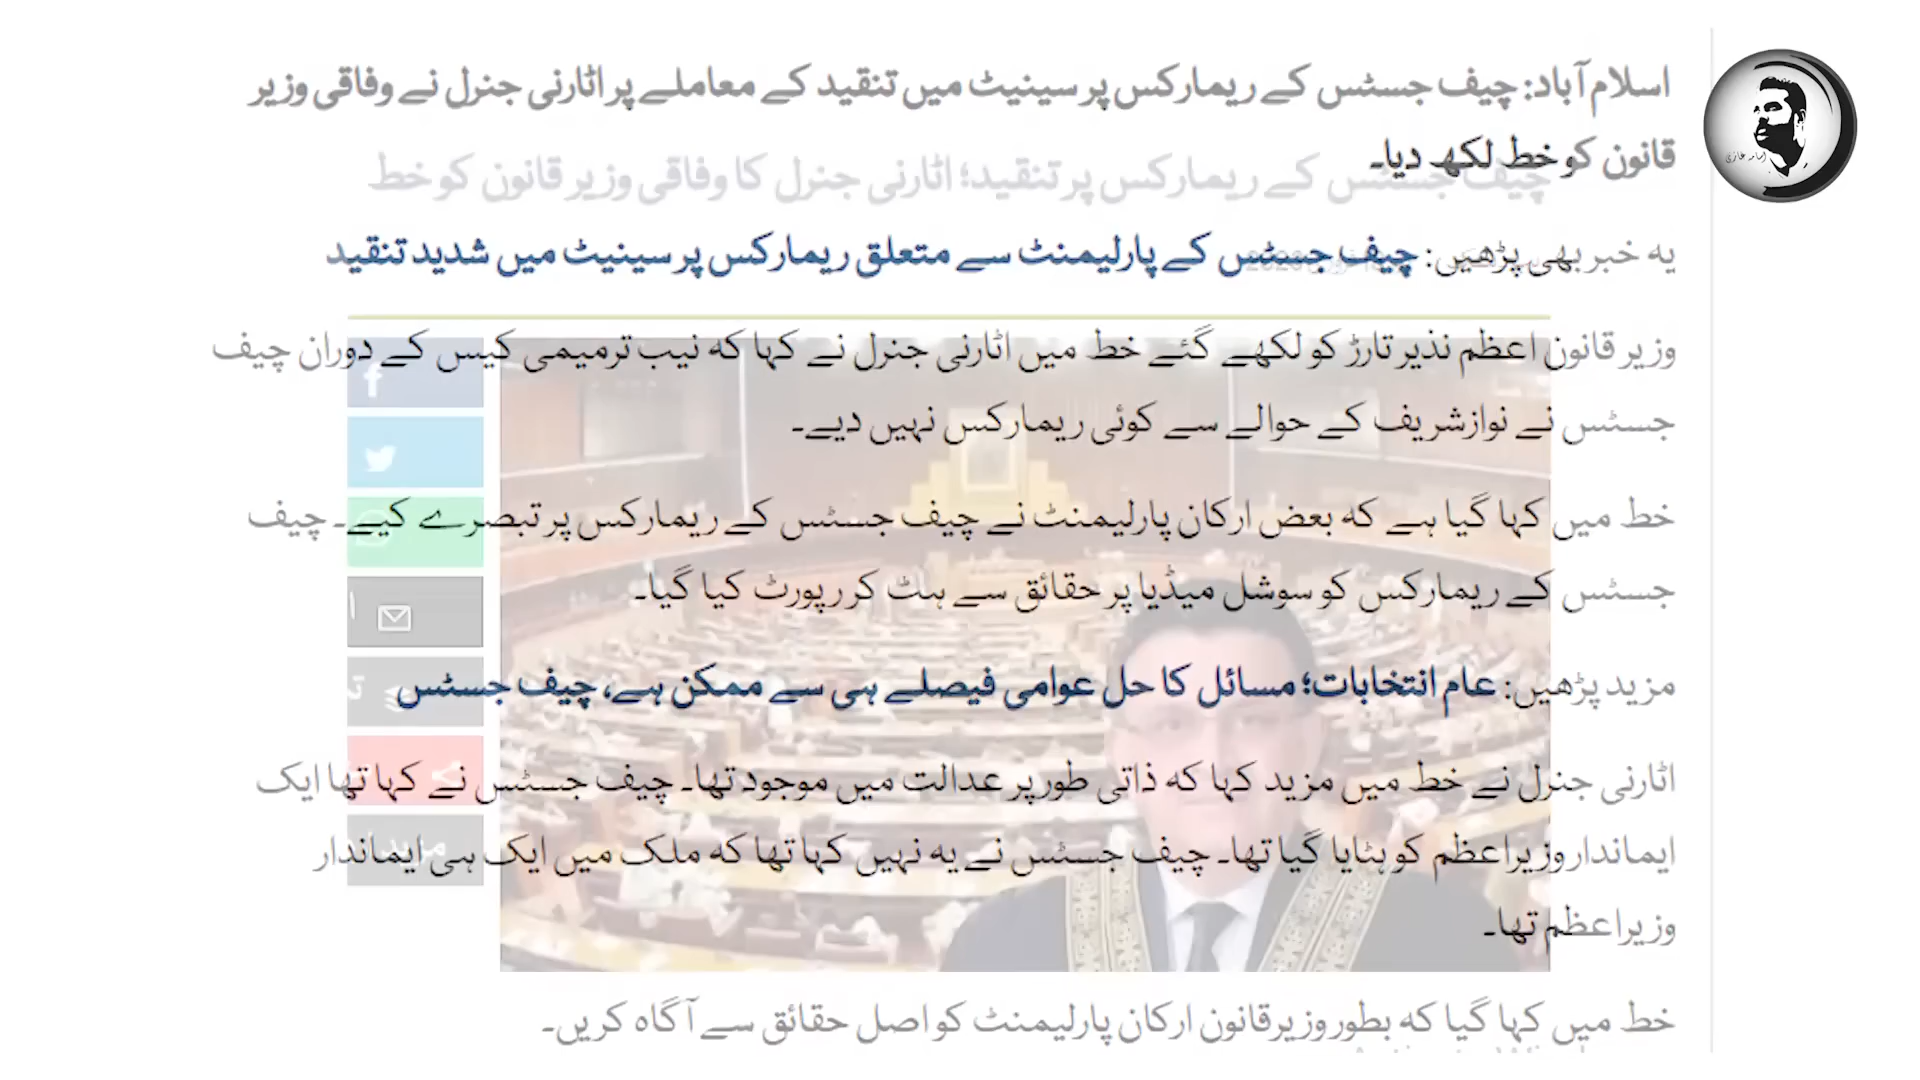 اسلام آباد: چیف جسٹس کے ریمارکس پر سینیٹ میں تنقید کے معاملے پر اٹارنی جنرل نے وفاقی وزیر
قانون کو خط لکھ دیا۔
چیف جسٹس کے ریمارکس پر تنقید؛ اٹارنی جنرل کا وفاقی وزیر قانون کو خط
یہ خبر بھی پڑھیں: چیف جسٹس کے پارلیمنٹ سے متعلق ریمارکس پر سینیٹ میں شدید تنقید
وزیر قانون اعظم نذیر تارڑ کو لکھے گئے خط میں اٹارنی جنرل نے کہا کہ نیب ترمیمی کیس کے دوران چیف
جسٹس نے نوازشریف کے حوالے سے کوئی ریمارکس نہیں دیے۔
خط میں کہا گیا ہے کہ بعض ارکان پارلیمنٹ نے چیف جسٹس کے ریمارکس پر تبصرے کیے۔ چیف
جسٹس کے ریمارکس کو سوشل میڈیا پر حقائق سے ہٹ کر رپورٹ کیا گیا۔
مزید پڑھیں: عام انتخابات؛ مسائل کا حل عوامی فیصلے ہی سے ممکن ہے، چیف جسٹس
اٹارنی جنرل نے خط میں مزید کہا کہ ذاتی طور پر عدالت میں موجود تھا۔ چیف جسٹس نے کہا تھا ایک
ایماندار وزیراعظم کو ہٹایا گیا تھا۔ چیف جسٹس نے یہ نہیں کہا تھا کہ ملک میں ایک ہی ایماندار
وزیراعظم تھا۔
مزید
خط میں کہا گیا کہ بطور وزیرقانون ارکان پارلیمنٹ کو اصل حقائق سے آگاہ کریں۔
اسامہ غازی